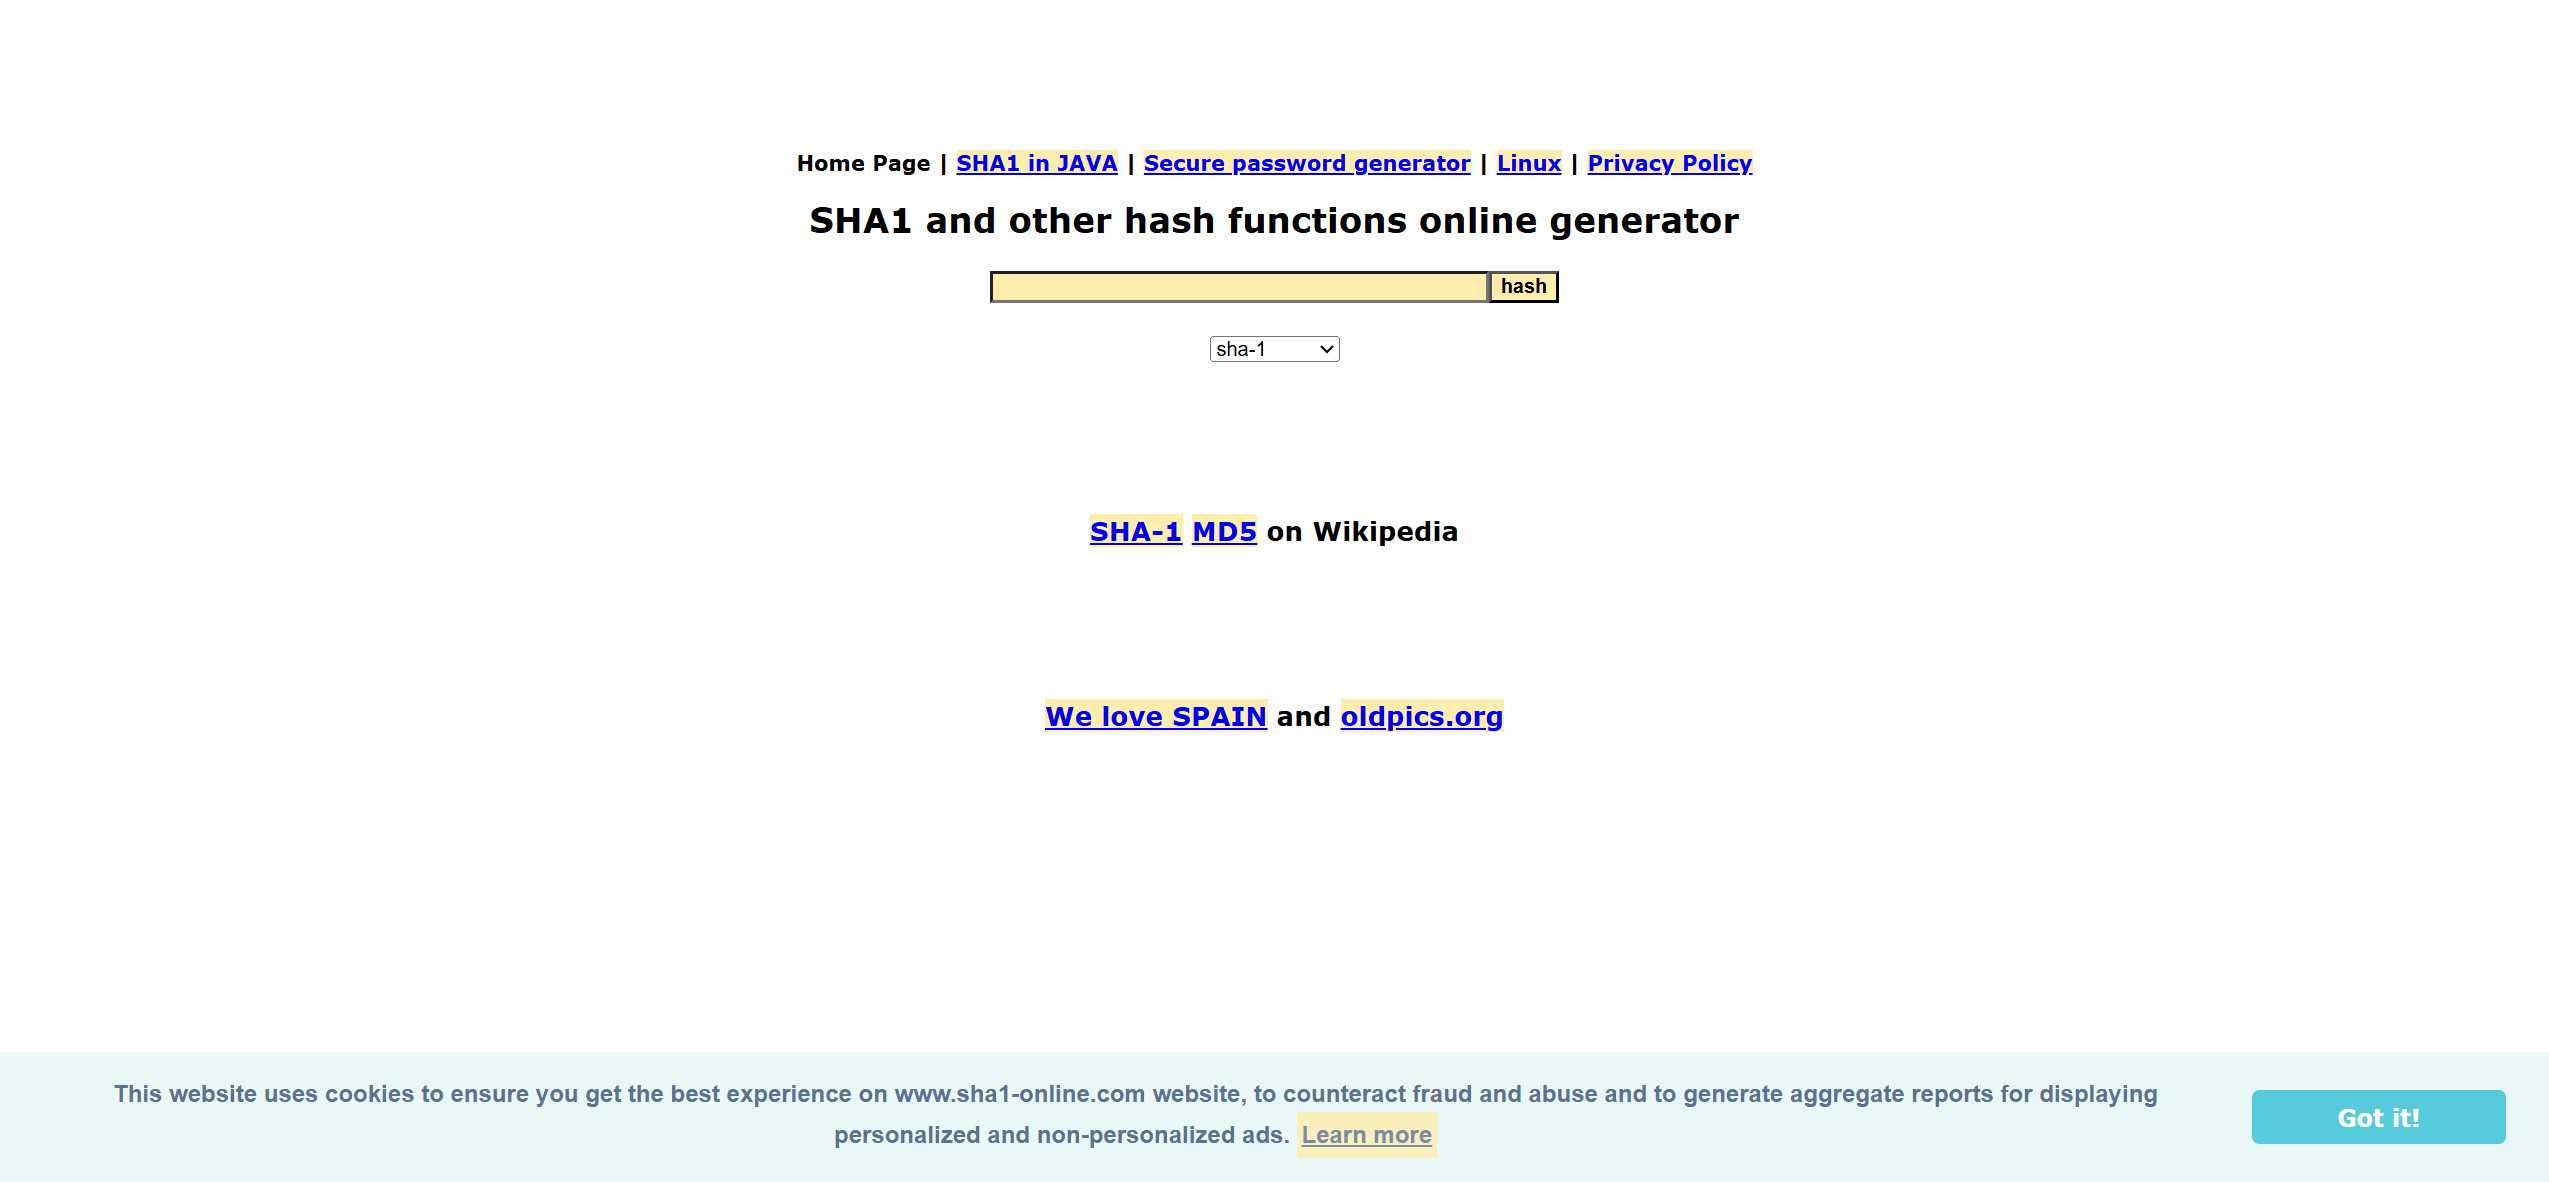 Home Page | SHA1 in JAVA | Secure password generator | Linux | Privacy Policy
SHA1 and other hash functions online generator
hash
sha-1
SHA-1 MD5 on Wikipedia
We love SPAIN and oldpics.org
This website uses cookies to ensure you get the best experience on www.sha1-online.com website, to counteract fraud and abuse and to generate aggregate reports for displaying
personalized and non-personalized ads. Learn more
Got it!